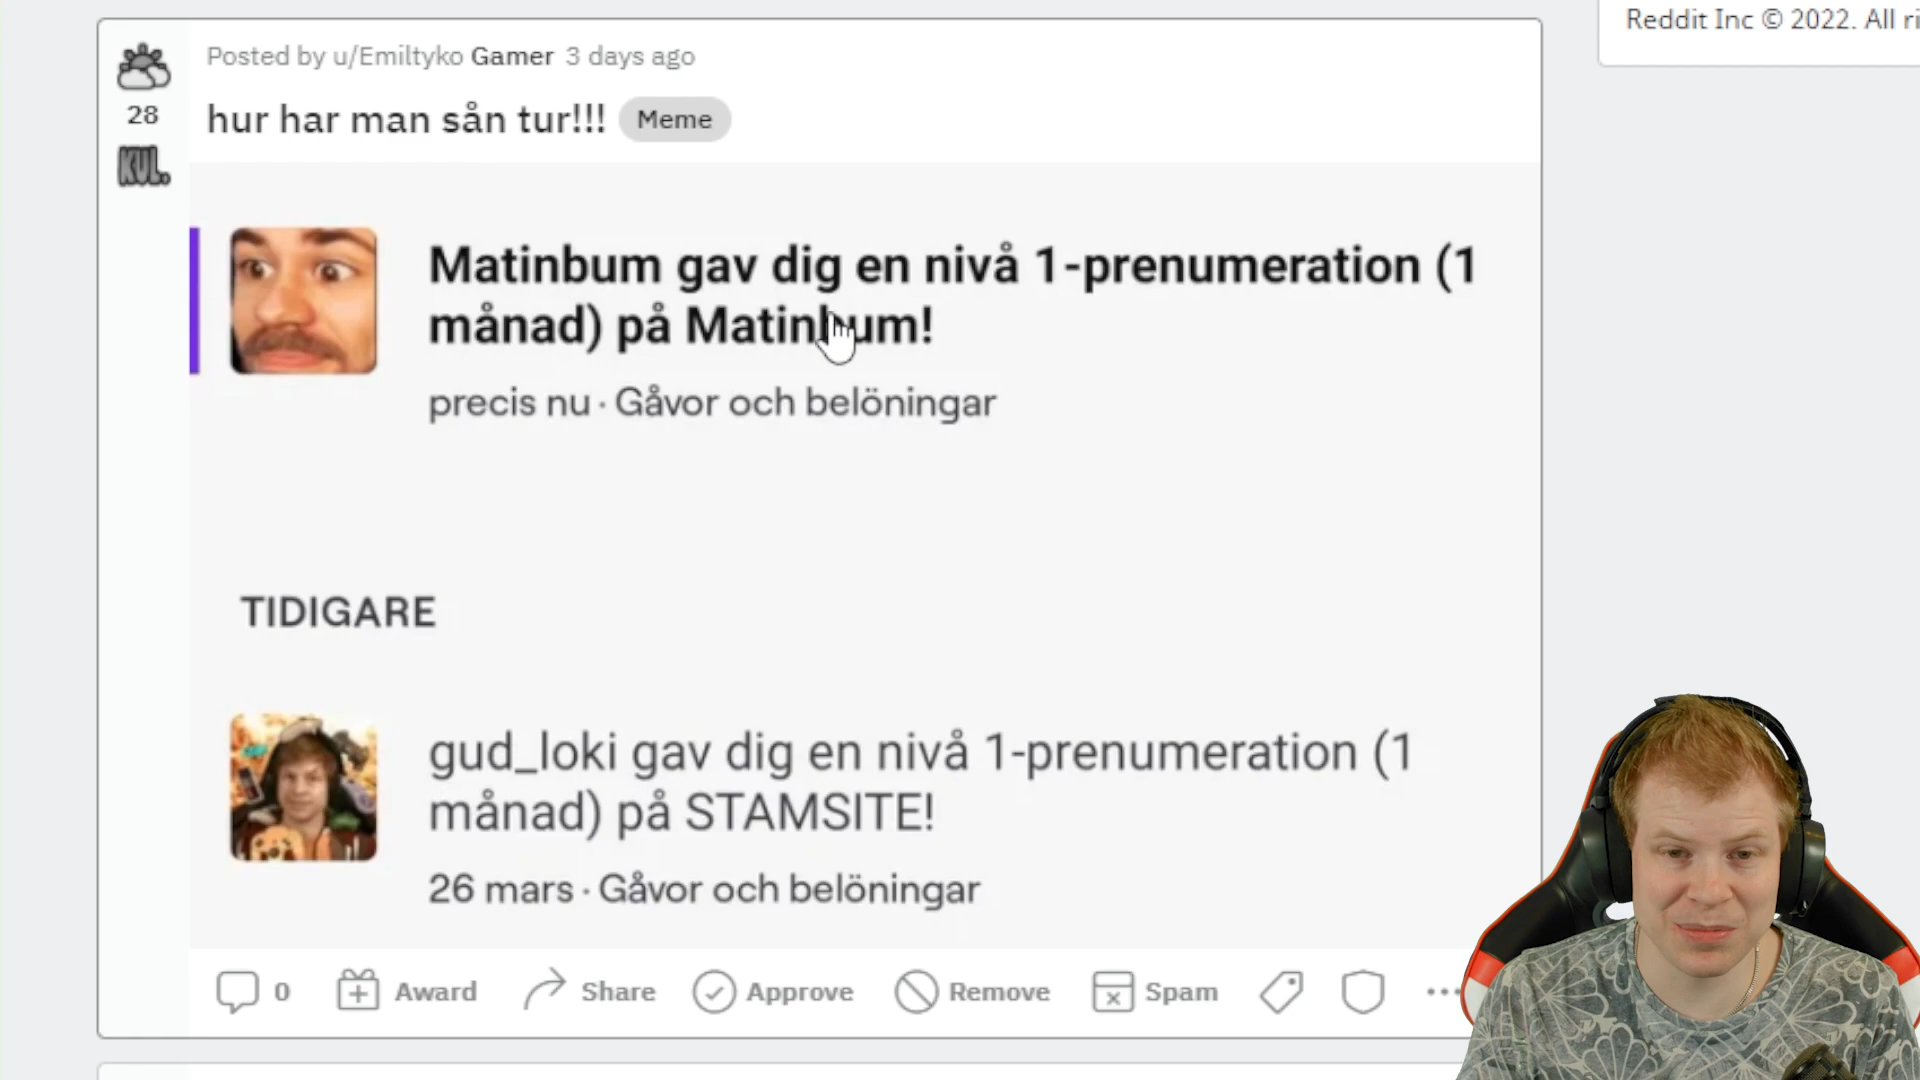 Reddit Inc © 2022. All ri
Posted by u/Emiltyko Gamer 3 days ago
28
hur har man sån tur!!! Meme
KUL.
Matinbum gav dig en nivå 1-prenumeration (1
månad) på Matinbum!
precis nu · Gåvor och belöningar
TIDIGARE
gud_loki gav dig en nivå 1-prenumeration (1
månad) på STAMSITE!
26 mars · Gåvor och belöningar
0 Award Share Approve Remove Spam